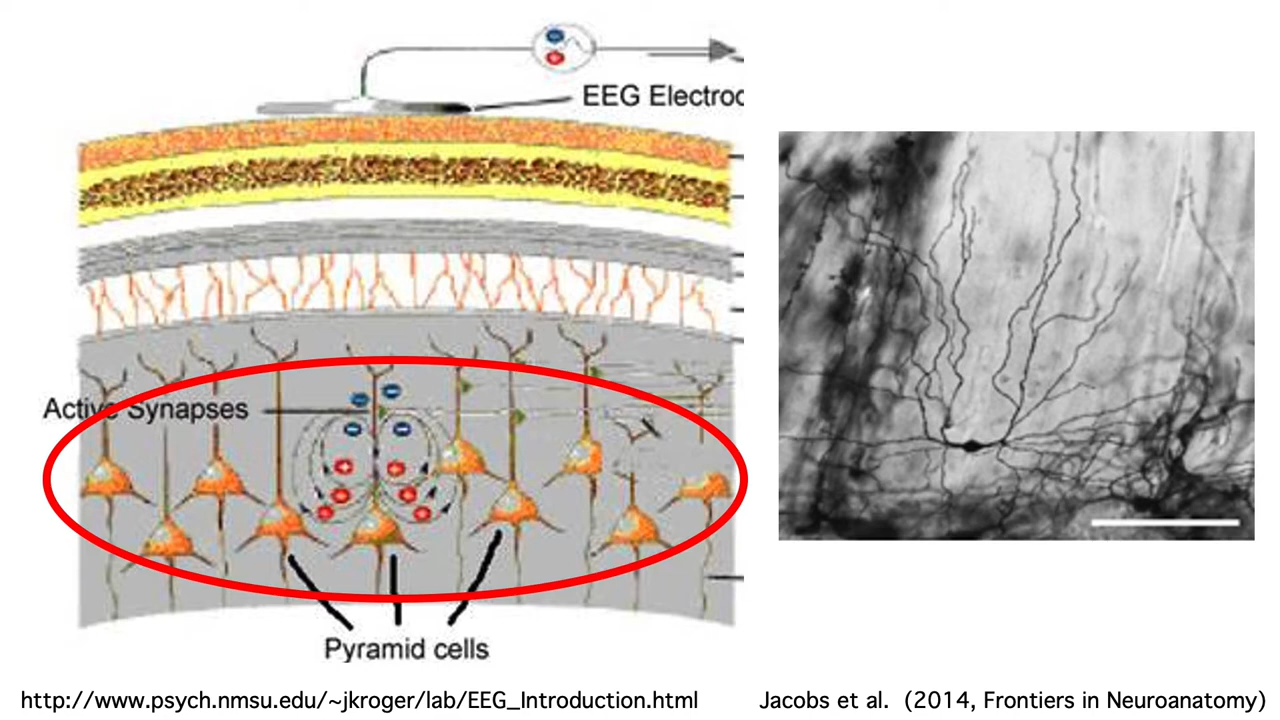 EEG Electrod
Active Synapses
Pyramid cells
http://www.psych.nmsu.edu/~jkroger/lab/EEG_Introduction.html
Jacobs et al. (2014, Frontiers in Neuroanatomy)